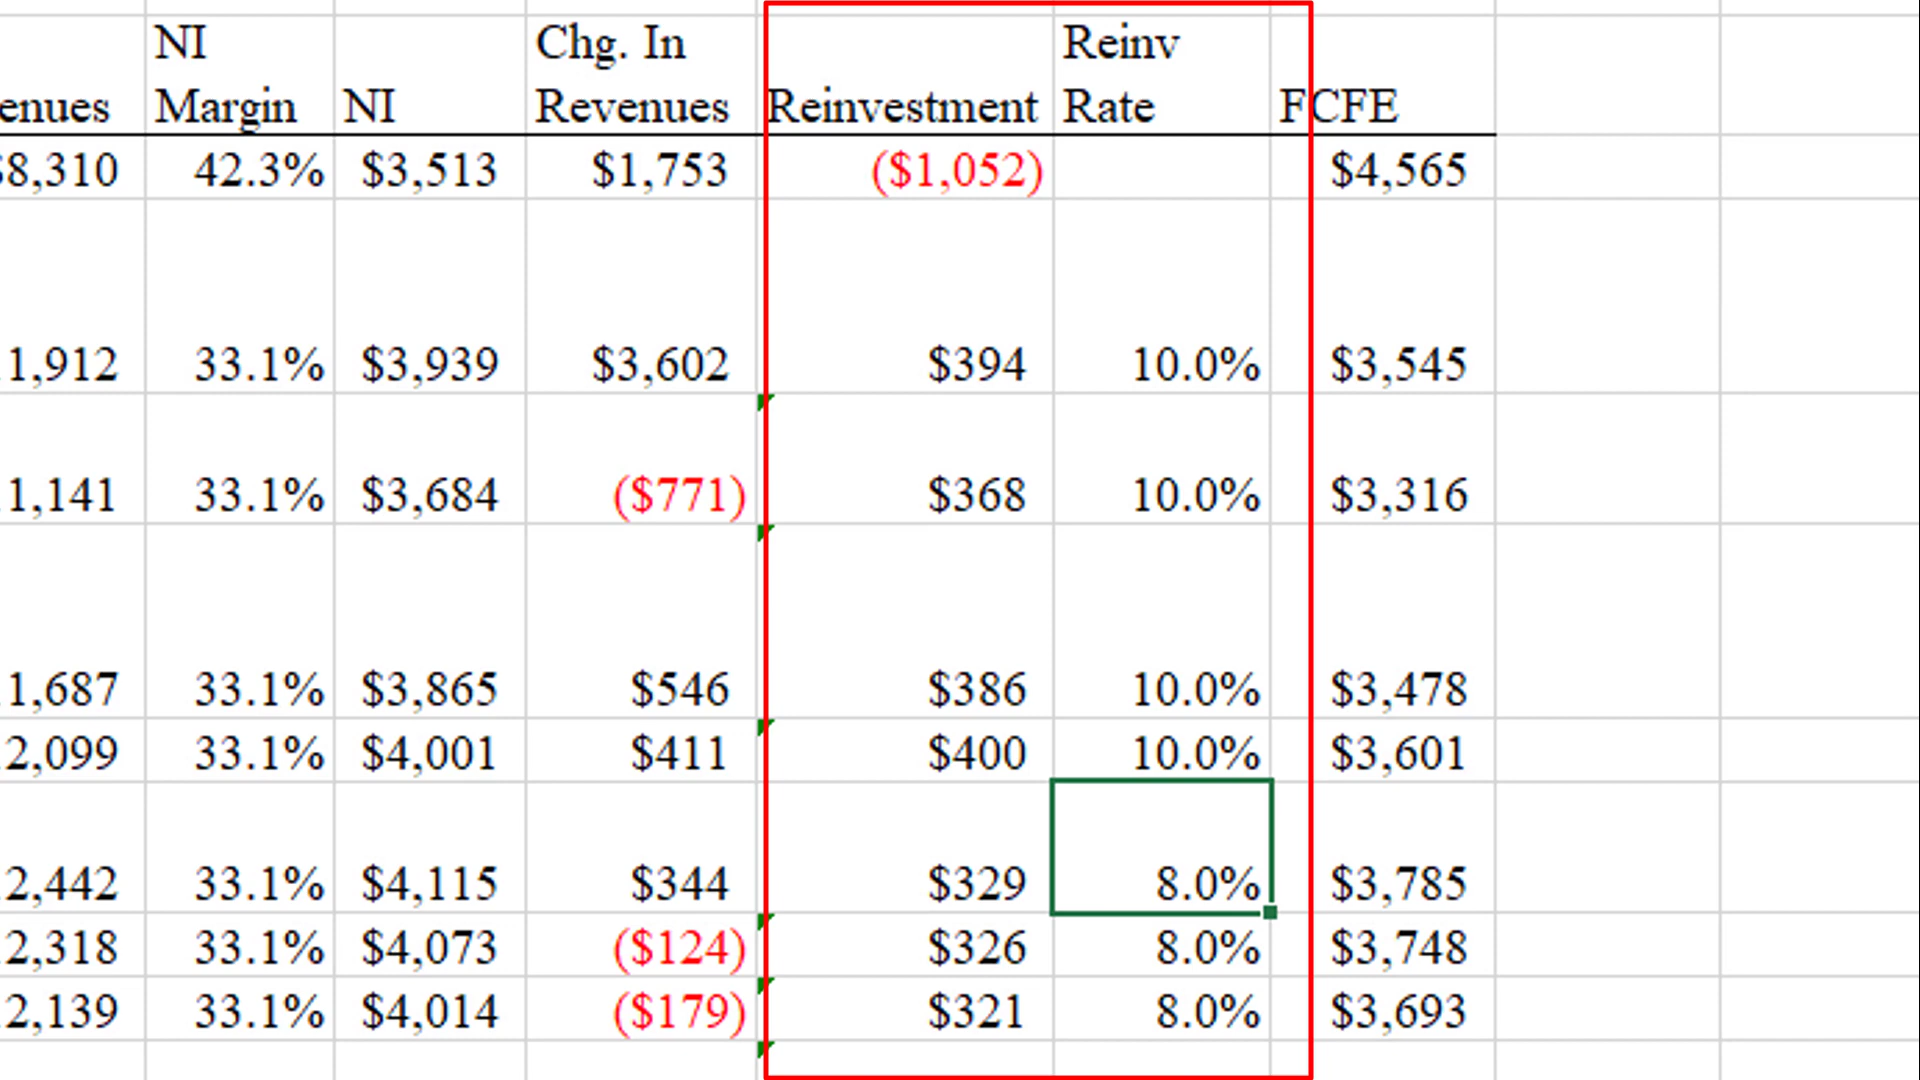 NI Chg. In Reinv
enues Margin NI Revenues Reinvestment Rate FCFE
8,310 42.3% $3,513 $1,753 ($1,052) $4,565
1,912 33.1% $3,939 $3,602 $394 10.0% $3,545
1,141 33.1% $3,684 ($771) $368 10.0% $3,316
1,687 33.1% $3,865 $546 $386 10.0% $3,478
2,099 33.1% $4,001 $411 $400 10.0% $3,601
2,442 33.1% $4,115 $344 $329 8.0% $3,785
2,318 33.1% $4,073 ($124) $326 8.0% $3,748
2,139 33.1% $4,014 ($179) $321 8.0% $3,693